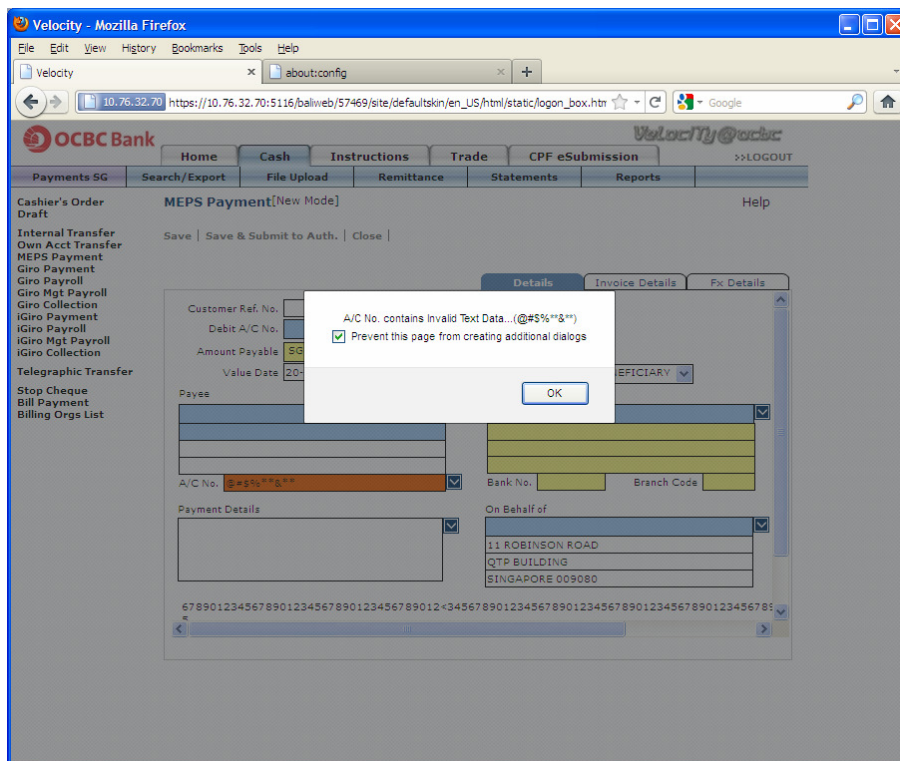 Velocity - Mozilla Firefox
File Edit View History Bookmarks Tools Help
Velocity × about:config × +
10.76.32.70 https://10.76.32.70:5116/baliweb/57469/site/defaultskin/en_US/html/static/logon_box.htm Google
OCBC Bank
Velocity@ocbc
Home Cash Instructions Trade CPF eSubmission >>LOGOUT
Payments SG Search/Export File Upload Remittance Statements Reports
Cashier's Order
Draft
Internal Transfer
Own Acct Transfer
MEPS Payment
Giro Payment
Giro Payroll
Giro Mgt Payroll
Giro Collection
iGiro Payment
iGiro Payroll
iGiro Mgt Payroll
iGiro Collection
Telegraphic Transfer
Stop Cheque
Bill Payment
Billing Orgs List
MEPS Payment[New Mode] Help
Save | Save & Submit to Auth. | Close |
Details Invoice Details Fx Details
Customer Ref. No.
Debit A/C No.
Amount Payable SG
Value Date 20-
EFICIARY
A/C No. contains Invalid Text Data...(@#$%**&**)
Prevent this page from creating additional dialogs
OK
Payee
A/C No. @#$%**&**
Bank No. Branch Code
Payment Details
On Behalf of
11 ROBINSON ROAD
QTP BUILDING
SINGAPORE 009080